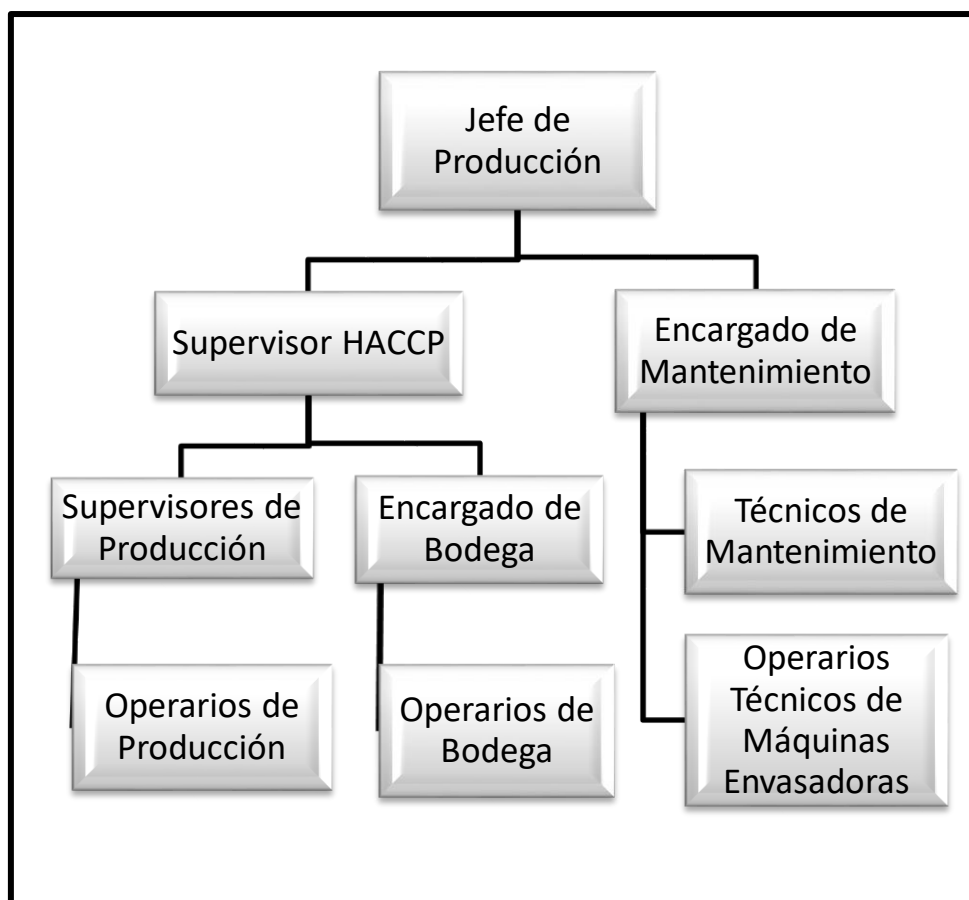 Jefe de
Producción
Supervisor HACCP
Encargado de
Mantenimiento
Supervisores de
Producción
Encargado de
Bodega
Técnicos de
Mantenimiento
Operarios de
Producción
Operarios de
Bodega
Operarios
Técnicos de
Máquinas
Envasadoras